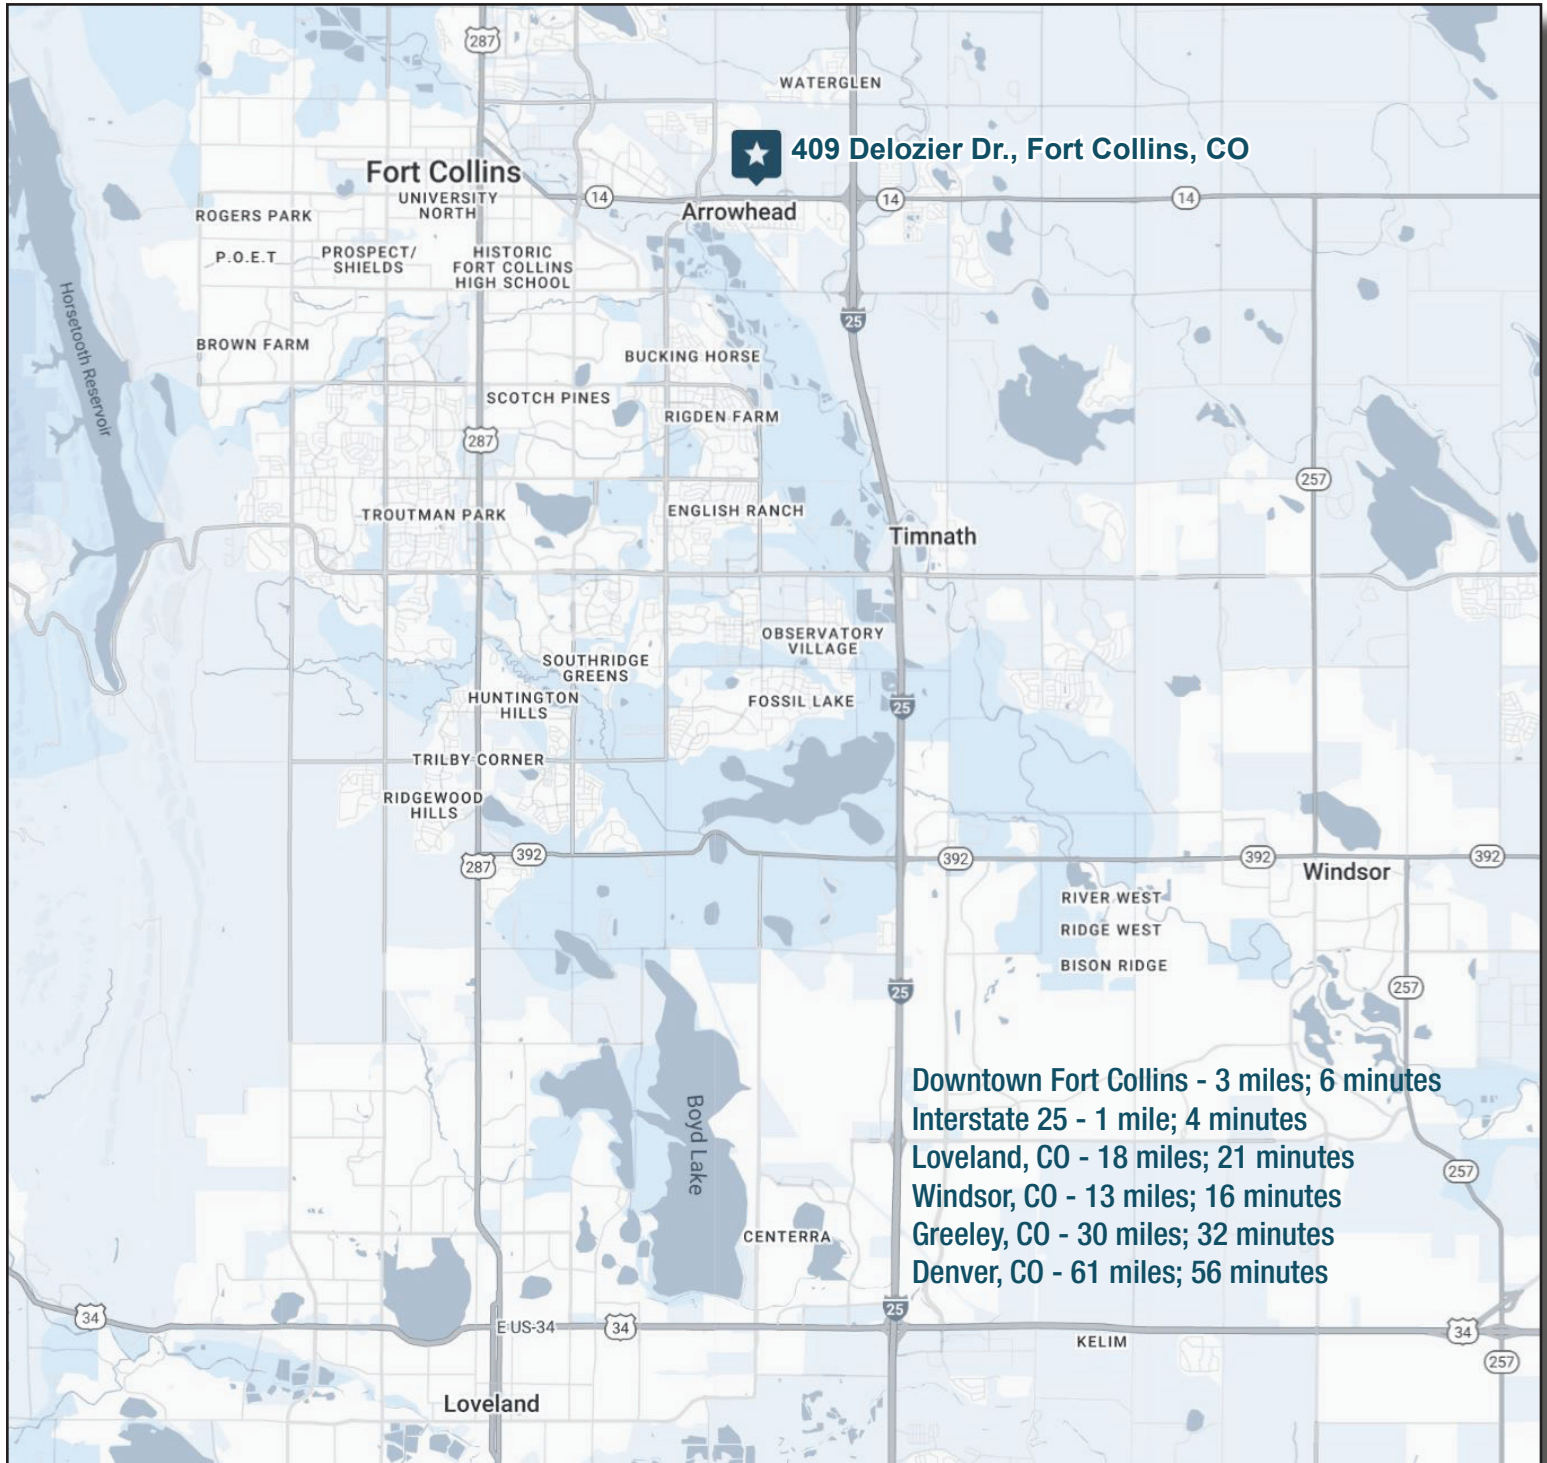 287
WATERGLEN
409 Delozier Dr., Fort Collins, CO
Fort Collins
UNIVERSITY
NORTH
14
14
14
Arrowhead
ROGERS PARK
P.O.E.T
PROSPECT/
SHIELDS
HISTORIC
FORT COLLINS
HIGH SCHOOL
Horsetooth Reservoir
25
BROWN FARM
BUCKING HORSE
SCOTCH PINES
RIGDEN FARM
287
257
TROUTMAN PARK
ENGLISH RANCH
Timnath
OBSERVATORY
VILLAGE
SOUTHRIDGE
GREENS
HUNTINGTON
HILLS
FOSSIL LAKE
25
TRILBY CORNER
RIDGEWOOD
HILLS
287
392
392
392
392
Windsor
RIVER WEST
RIDGE WEST
BISON RIDGE
25
257
Downtown Fort Collins - 3 miles; 6 minutes
Interstate 25 - 1 mile; 4 minutes
Loveland, CO - 18 miles; 21 minutes
Windsor, CO - 13 miles; 16 minutes
Greeley, CO - 30 miles; 32 minutes
Denver, CO - 61 miles; 56 minutes
Boyd Lake
257
CENTERRA
25
34
E US-34
34
KELIM
34
257
Loveland